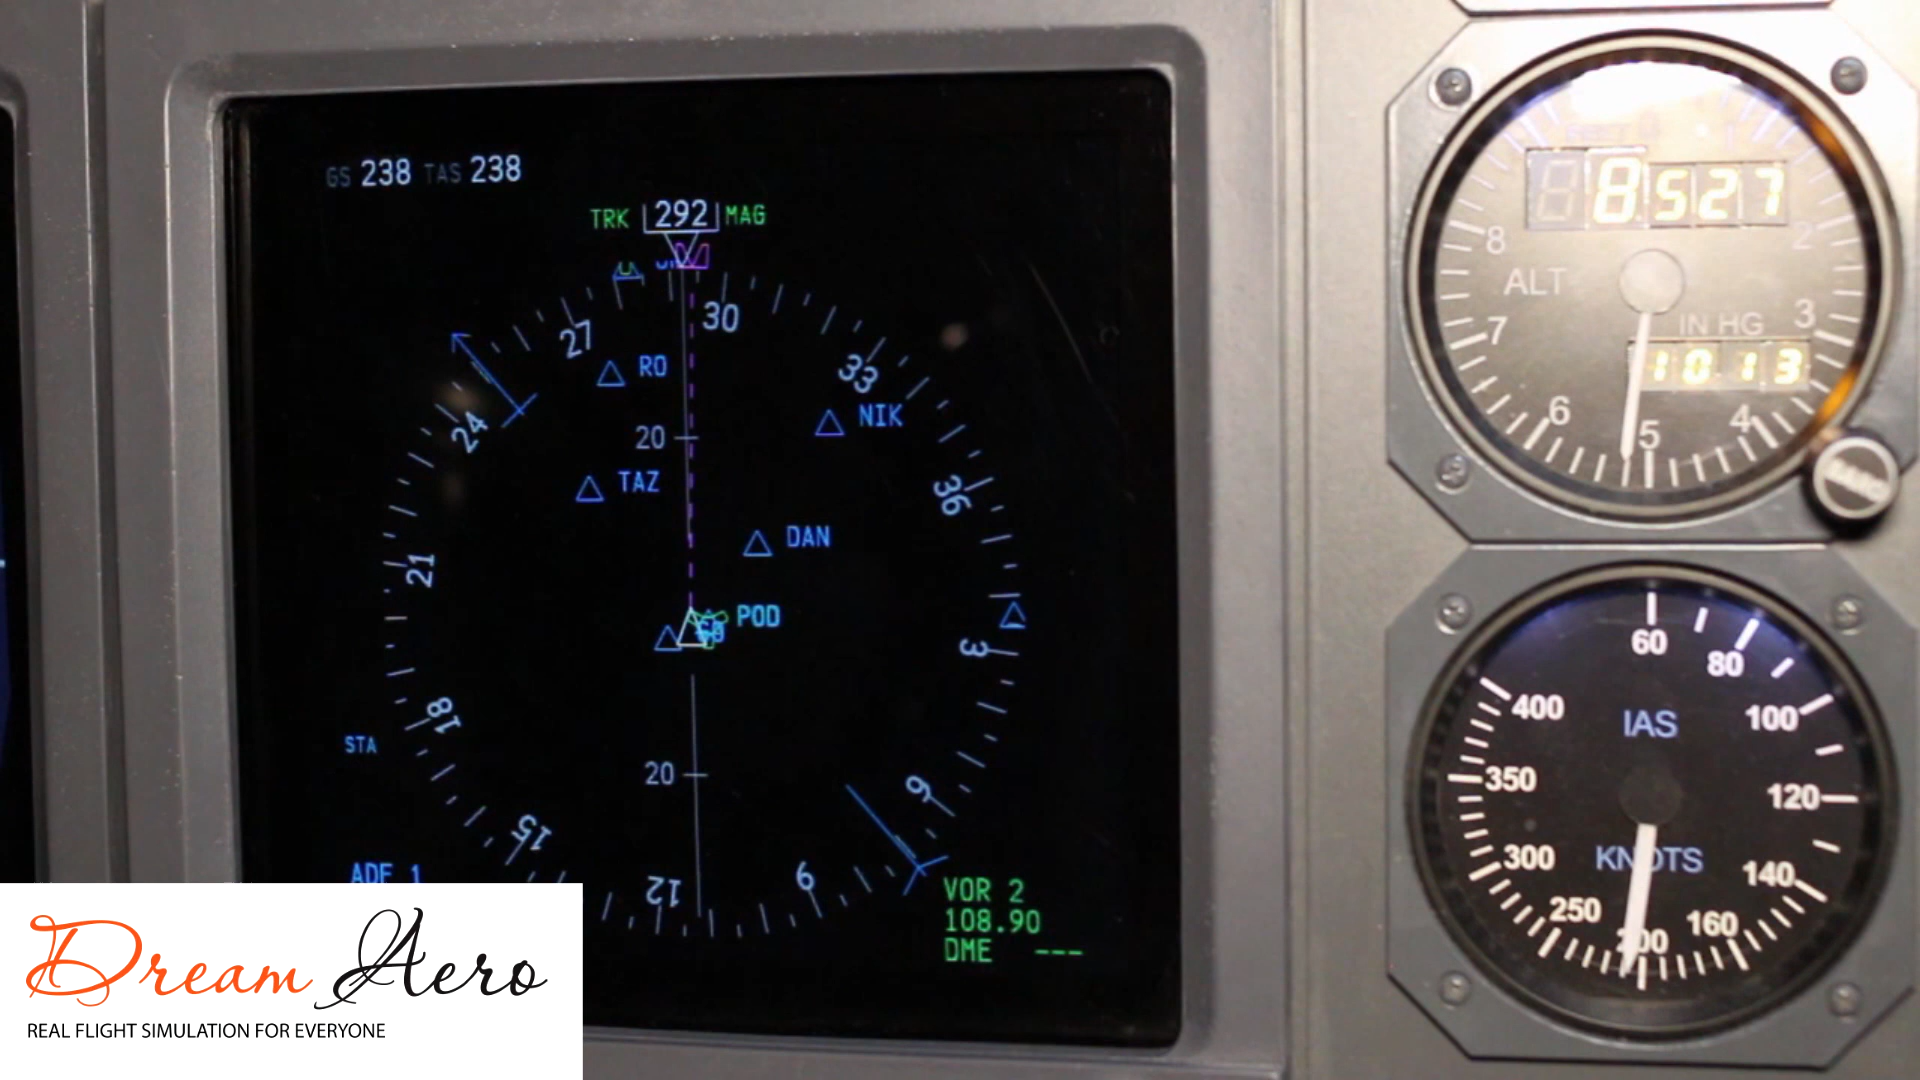 GS 238 TAS 238
TRK 292 MAG
30
27
33
RO
24
NIK
20
TAZ
36
DAN
21
POD
3
18
STA
20
6
15
ADF 1
12
9
VOR 2
108.90
DME ---
8.527
8
2
ALT
IN HG
3
7
1013
6
5
4
60
80
400
IAS
100
350
120
300
KNOTS
140
250
160
200
Dream Aero
REAL FLIGHT SIMULATION FOR EVERYONE